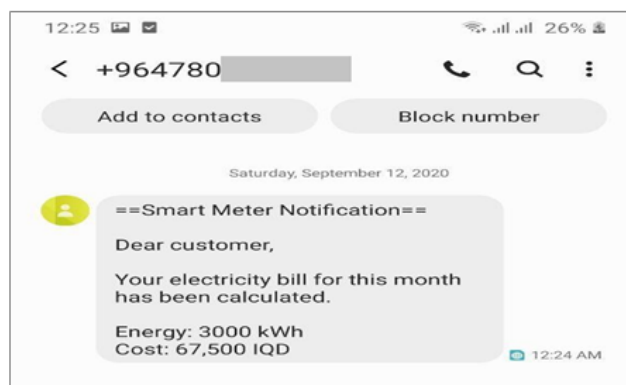 12:25 26%
+964780
Add to contacts Block number
Saturday, September 12, 2020
==Smart Meter Notification==
Dear customer,
Your electricity bill for this month
has been calculated.
Energy: 3000 kWh
Cost: 67,500 IQD
12:24 AM